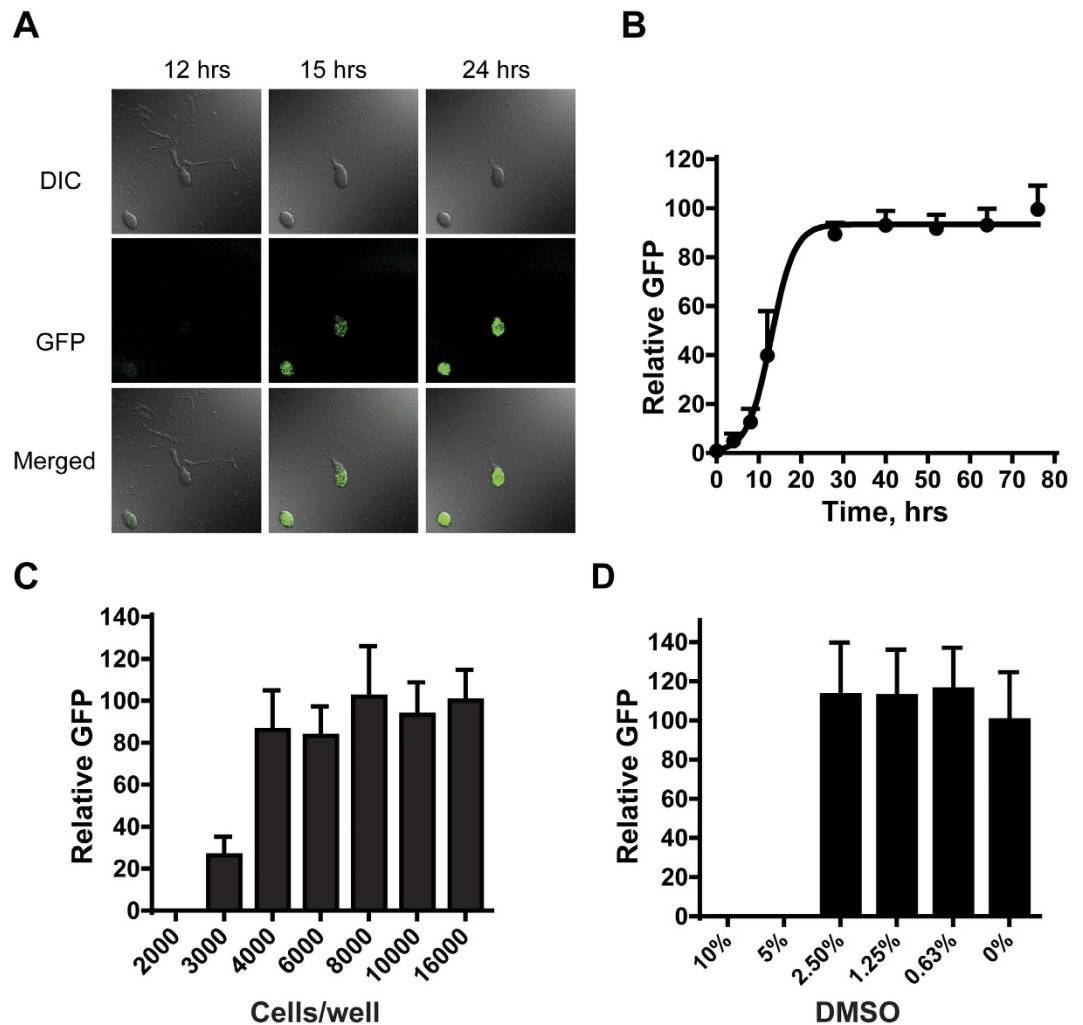 A
12 hrs 15 hrs 24 hrs
DIC
GFP
Merged
B
Relative GFP
120
100
80
60
40
20
0
0 10 20 30 40 50 60 70 80
Time, hrs
C
Relative GFP
140
120
100
80
60
40
20
0
2000 3000 4000 6000 8000 10000 16000
Cells/well
D
Relative GFP
140
120
100
80
60
40
20
0
10% 5% 2.50% 1.25% 0.63% 0%
DMSO